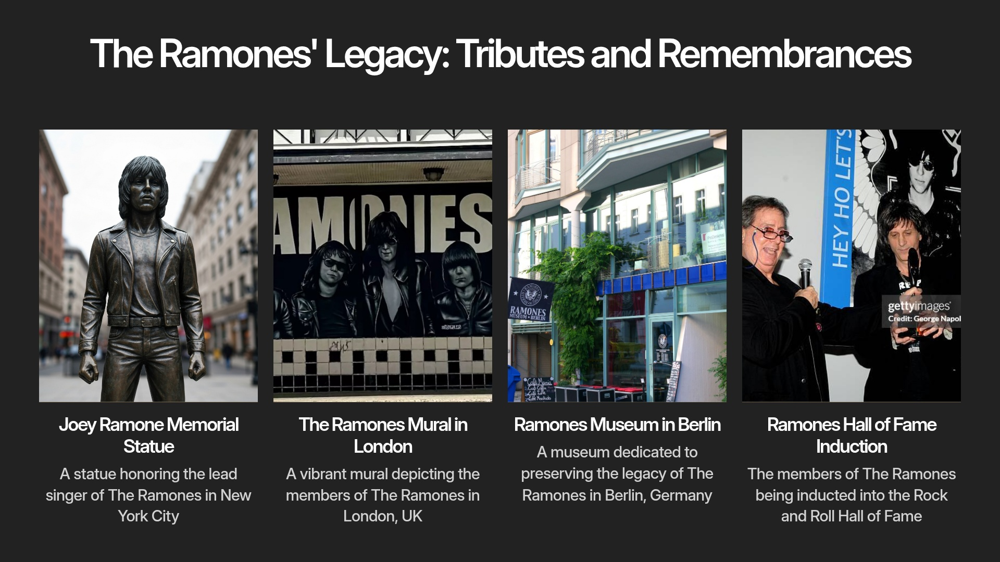 The Ramones' Legacy: Tributes and Remembrances
AMONES
RAMONES
MUSEUM ★ BERLIN
ProDenkmal
Café Mania
HEY HO LET'S
gettyimages
Credit: George Napol
Joey Ramone Memorial
Statue
A statue honoring the lead
singer of The Ramones in New
York City
The Ramones Mural in
London
A vibrant mural depicting the
members of The Ramones in
London, UK
Ramones Museum in Berlin
A museum dedicated to
preserving the legacy of The
Ramones in Berlin, Germany
Ramones Hall of Fame
Induction
The members of The Ramones
being inducted into the Rock
and Roll Hall of Fame